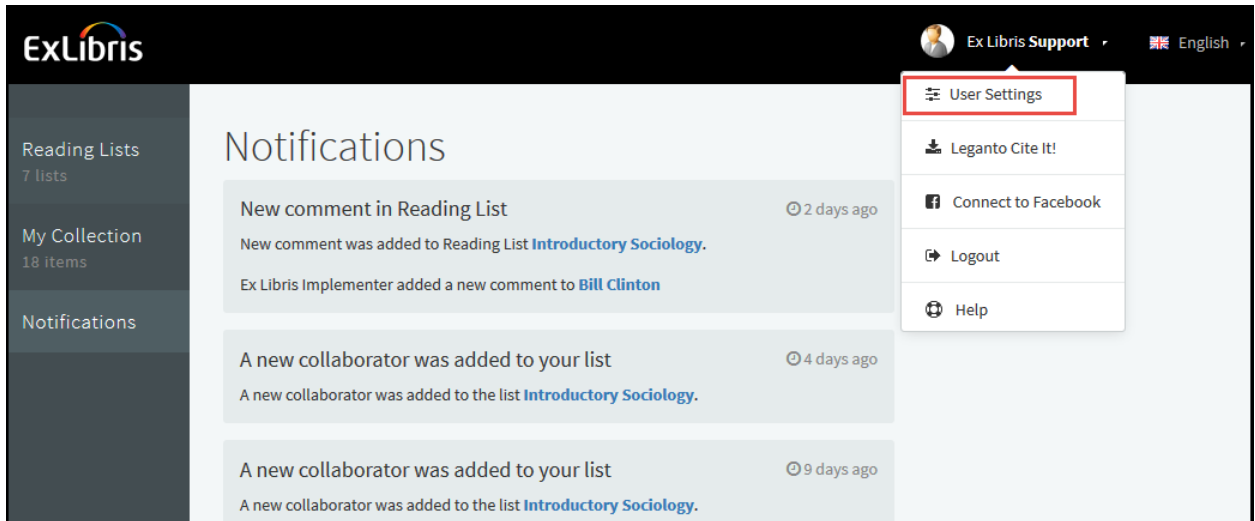 ExLibris
Ex Libris Support
English
User Settings
Leganto Cite It!
Connect to Facebook
Logout
Help
Reading Lists
7 lists
My Collection
18 items
Notifications
Notifications
New comment in Reading List
2 days ago
New comment was added to Reading List Introductory Sociology.
Ex Libris Implementer added a new comment to Bill Clinton
A new collaborator was added to your list
4 days ago
A new collaborator was added to the list Introductory Sociology.
A new collaborator was added to your list
9 days ago
A new collaborator was added to the list Introductory Sociology.